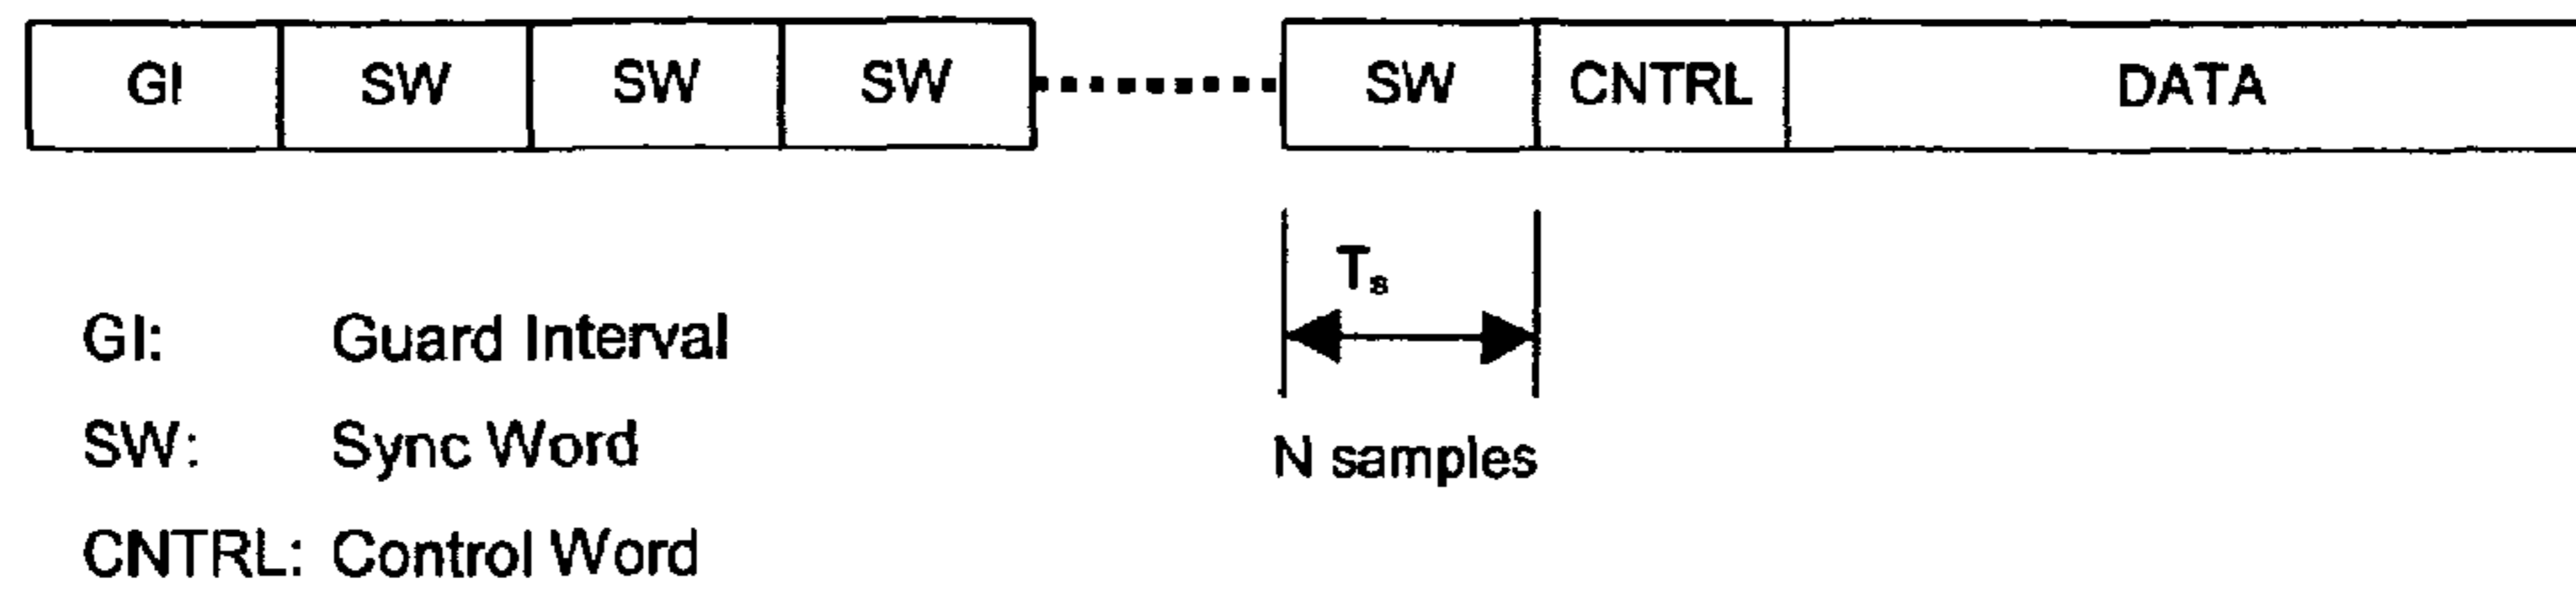 GI SW SW SW SW CNTRL DATA
Ts
GI: Guard Interval
SW: Sync Word
N samples
CNTRL: Control Word